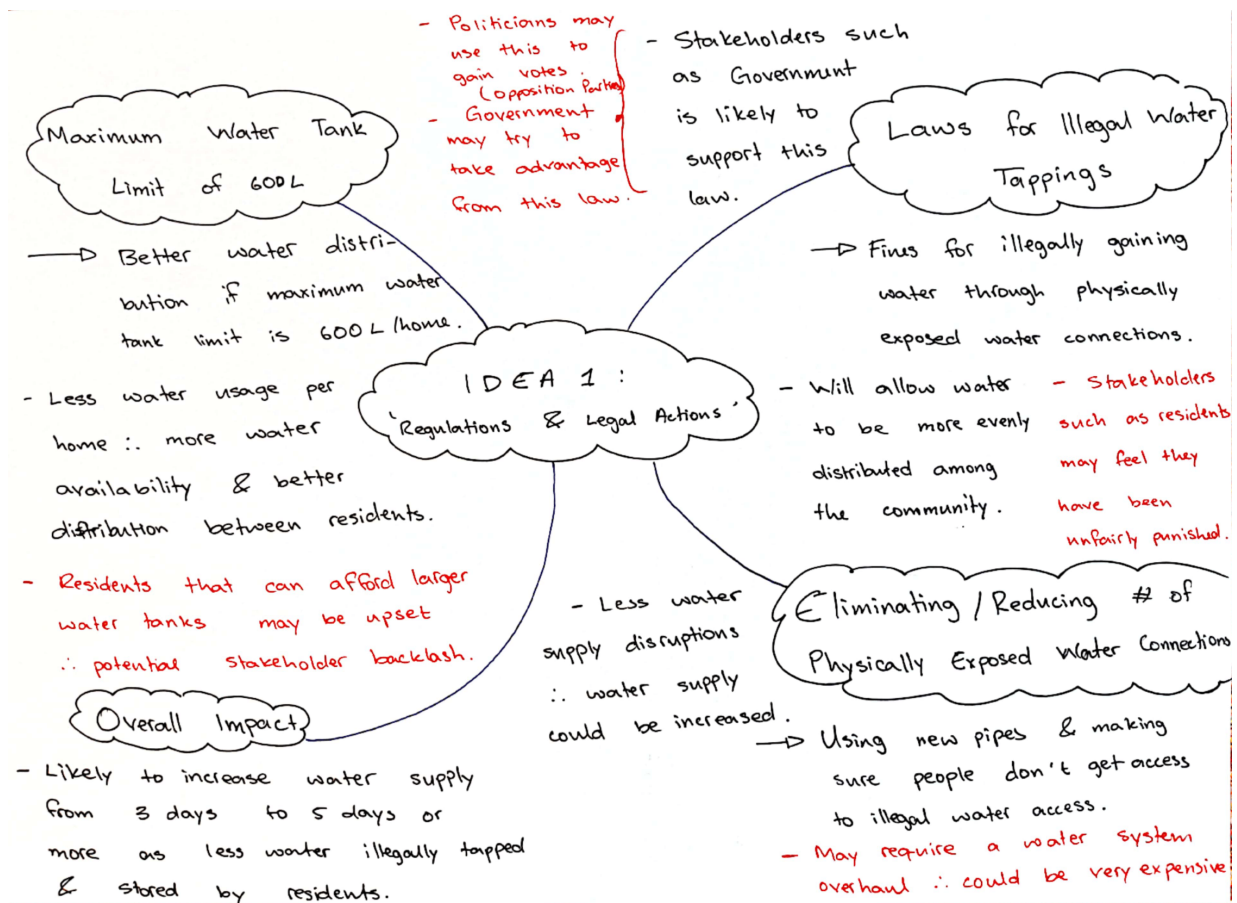 Maximum Water Tank
Limit of 600L
→ Better water distri-
bution if maximum water
tank limit is 600L/home.
- Less water usage per
home ∴ more water
availability & better
distribution between residents.
- Residents that can afford larger
water tanks may be upset
∴ potential stakeholder backlash.
- Politicians may
use this to
gain votes.
(opposition Parties)
- Government
may try to
take advantage
from this law.
- Stakeholders such
as Government
is likely to
support this
law.
Laws for Illegal Water
Tappings
→ Fines for illegally gaining
water through physically
exposed water connections.
- Will allow water
to be more evenly
distributed among
the community.
- Stakeholders
such as residents
may feel they
have been
unfairly punished.
IDEA 1:
'Regulations & Legal Actions'
Overall Impact
- Likely to increase water supply
from 3 days to 5 days or
more as less water illegally tapped
& stored by residents.
- Less water
supply disruptions
∴ water supply
could be increased.
Eliminating / Reducing # of
Physically Exposed Water Connections
→ Using new pipes & making
sure people don't get access
to illegal water access.
- May require a water system
overhaul ∴ could be very expensive